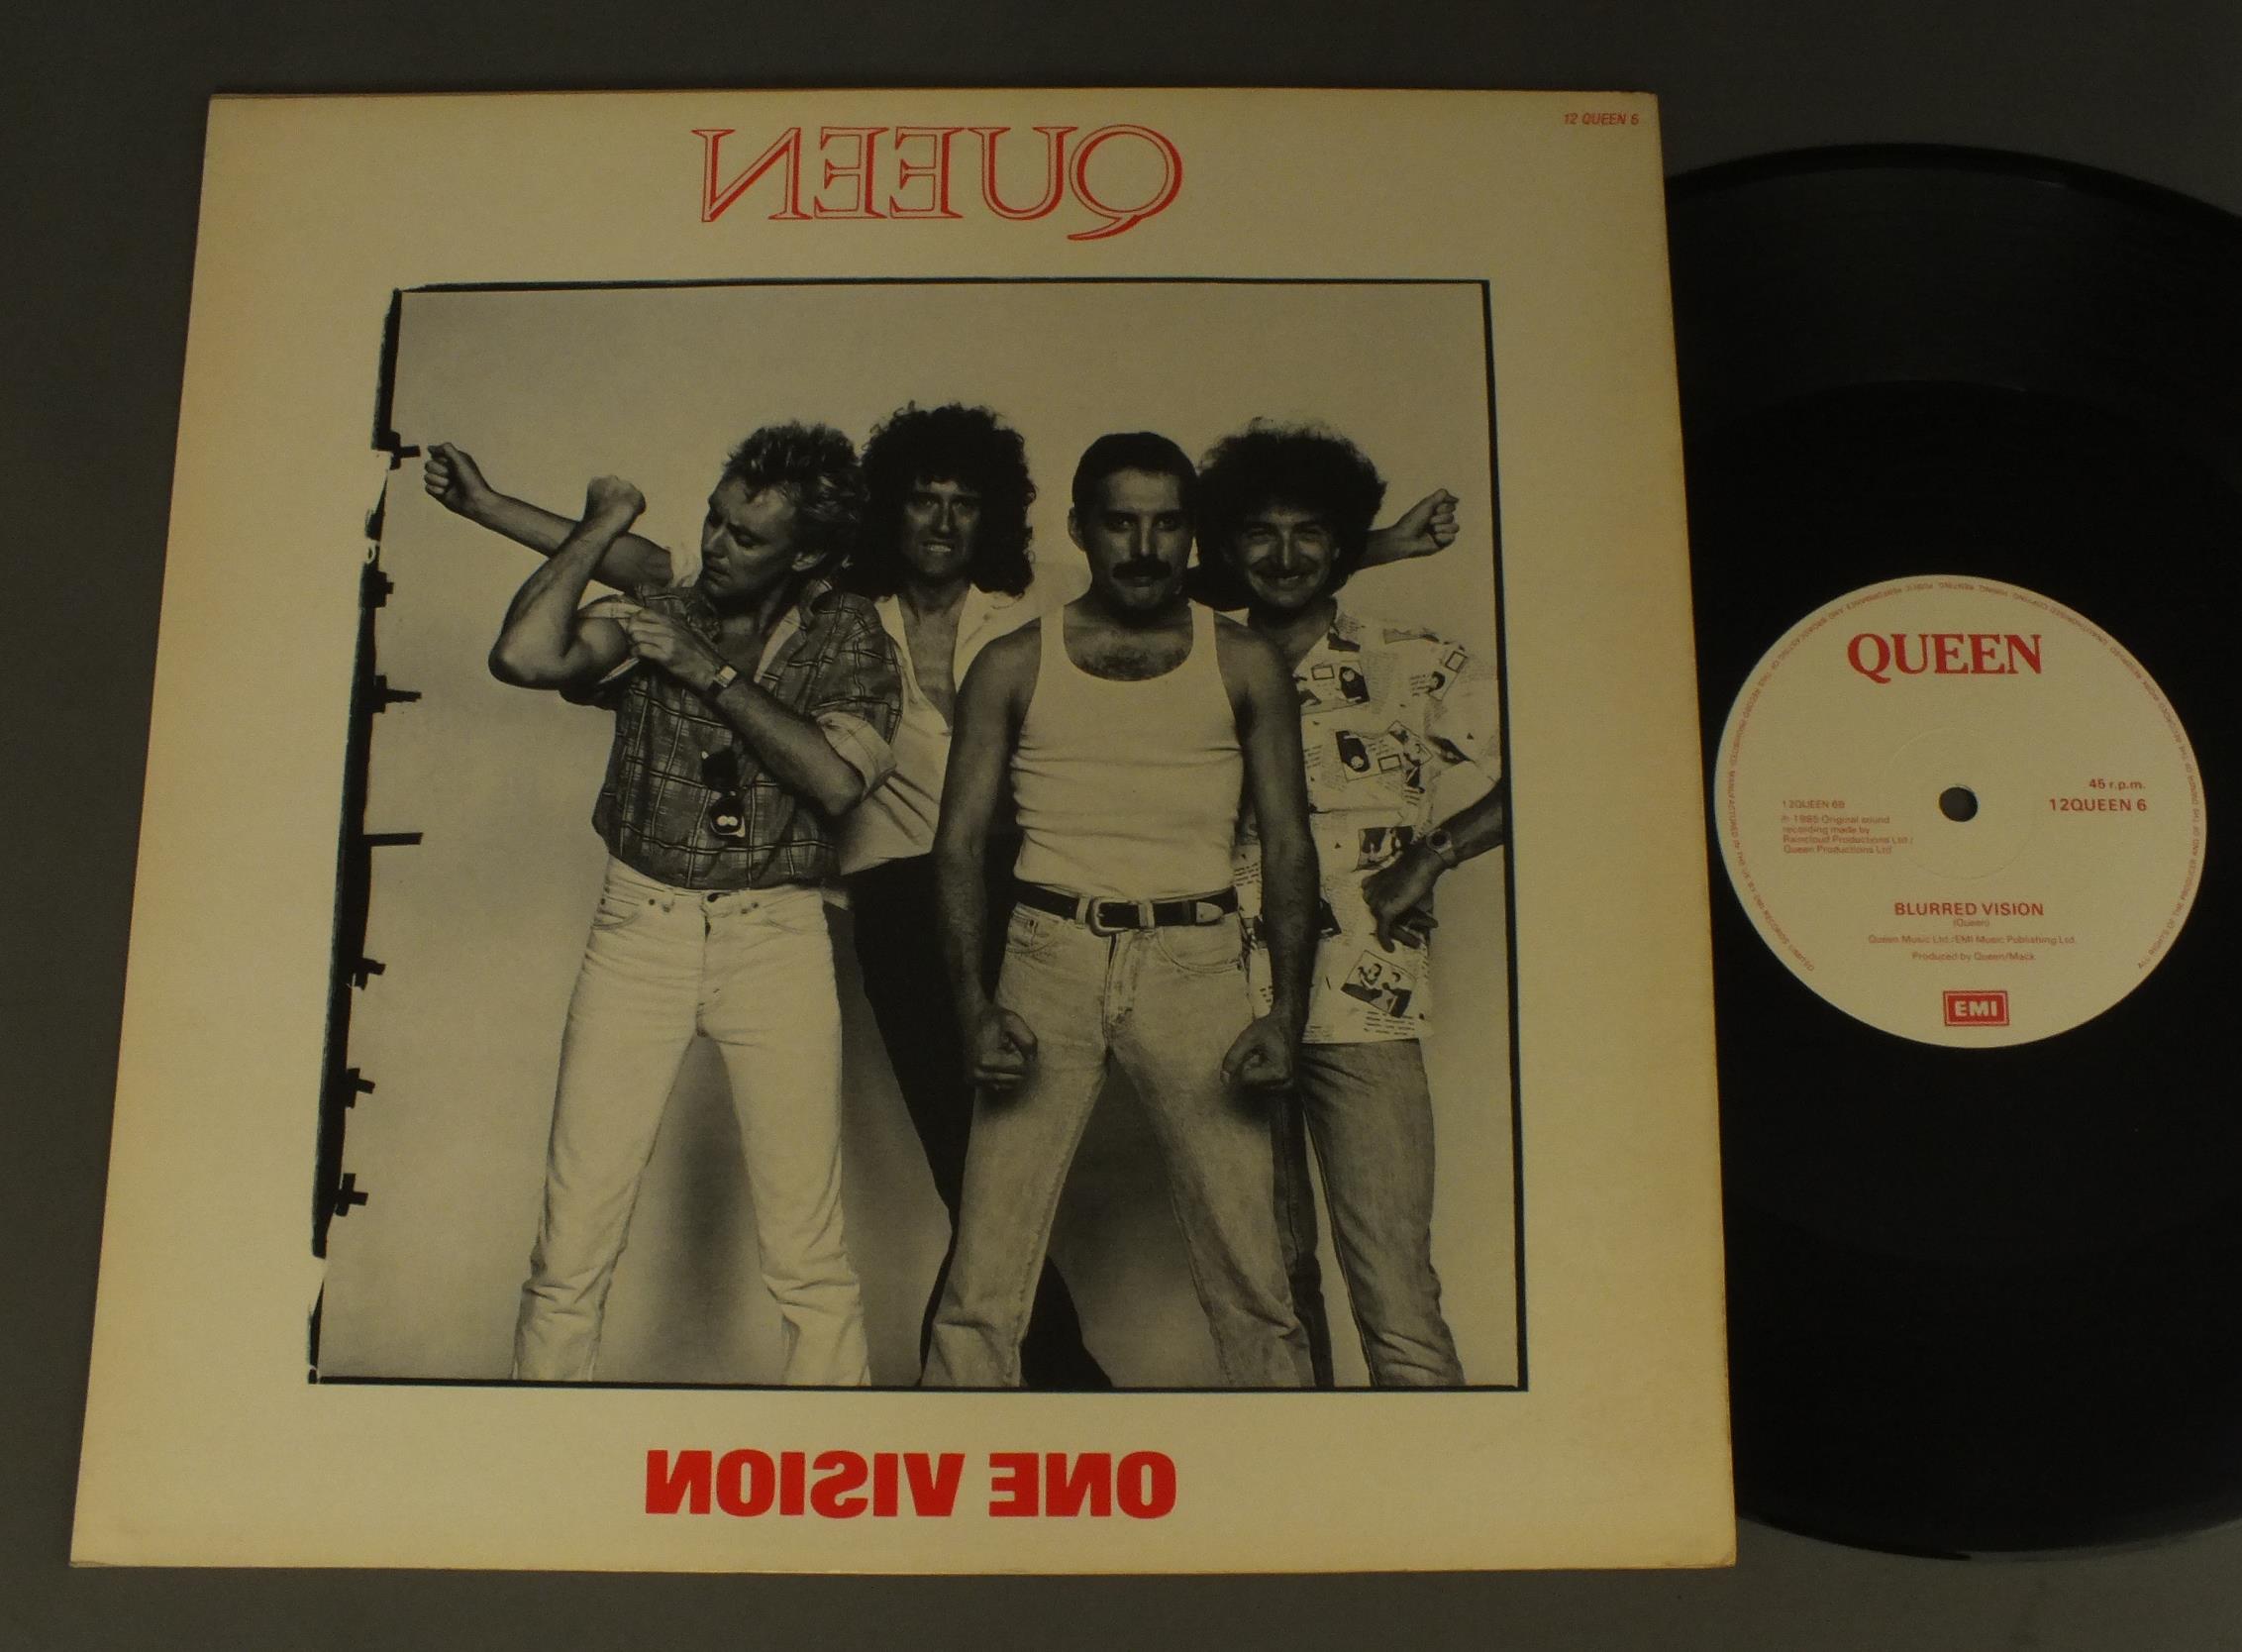 12 QUEEN 6
QUEEN
ONE VISION
QUEEN
45 r.p.m.
12QUEEN 6
12QUEEN 6B
℗ 1985 Original sound
recording made by
Raincloud Productions Ltd /
Queen Productions Ltd
BLURRED VISION
(Queen)
Queen Music Ltd./EMI Music Publishing Ltd.
Produced by Queen/Mack
EMI